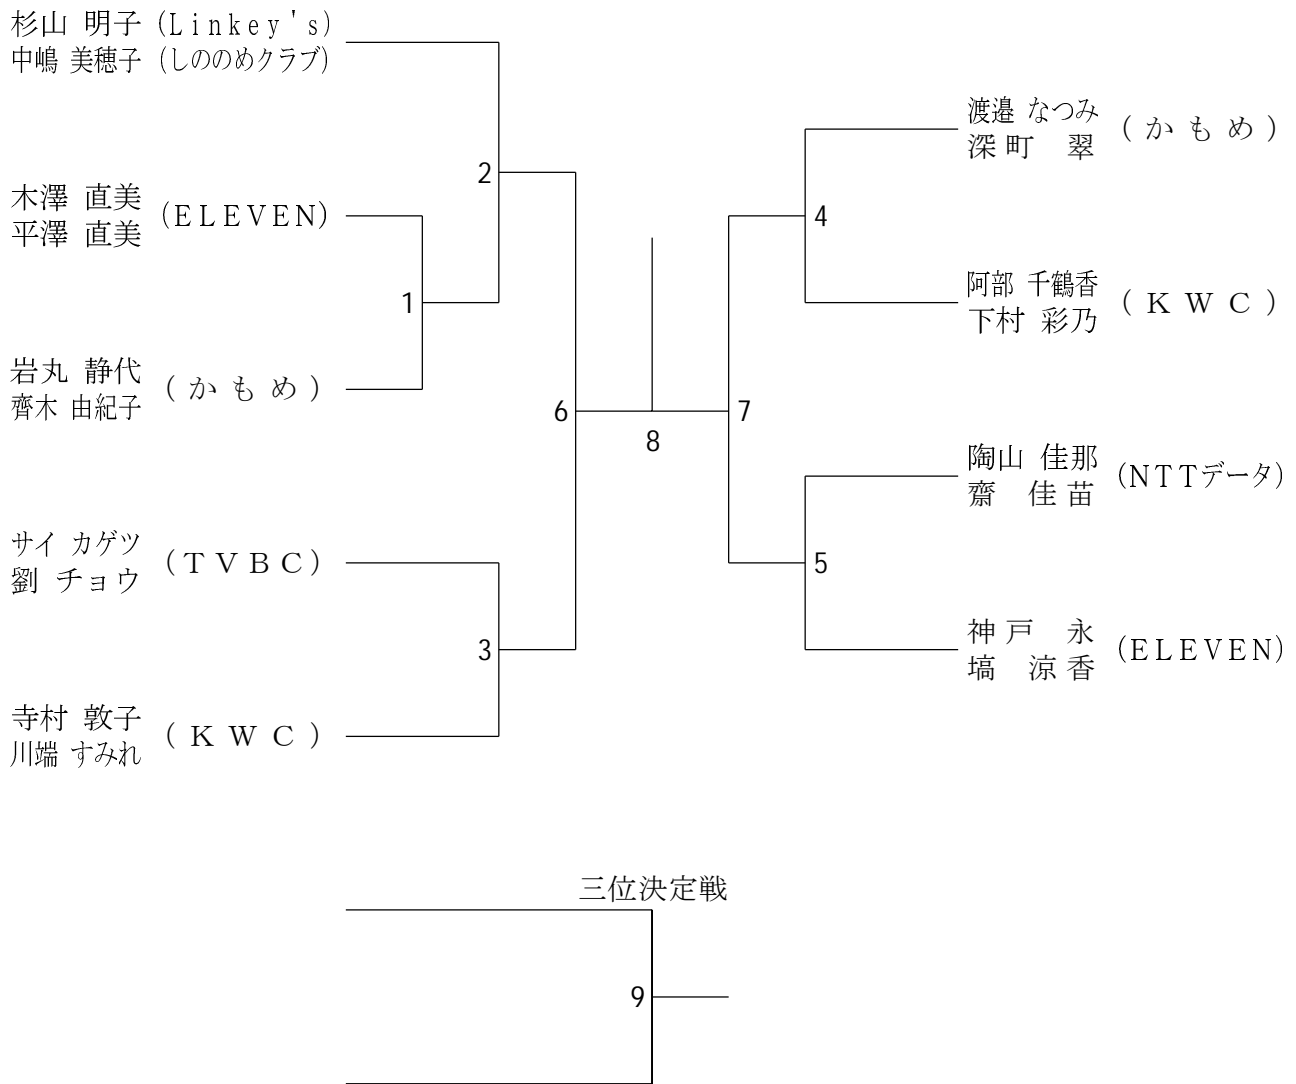 杉山 明子 (Linkey's)
中嶋 美穂子 (しののめクラブ)
2
木澤 直美
平澤 直美
(ELEVEN)
1
岩丸 静代
齊木 由紀子
(かもめ)
6
8
サイ カゲツ
劉 チョウ
(TVBC)
3
寺村 敦子
川端 すみれ
(KWC)
渡邉 なつみ
深町 翠
(かもめ)
4
阿部 千鶴香
下村 彩乃
(KWC)
7
陶山 佳那
齋 佳苗
(NTTデータ)
5
神戸 永
塙 涼香
(ELEVEN)
三位決定戦
9